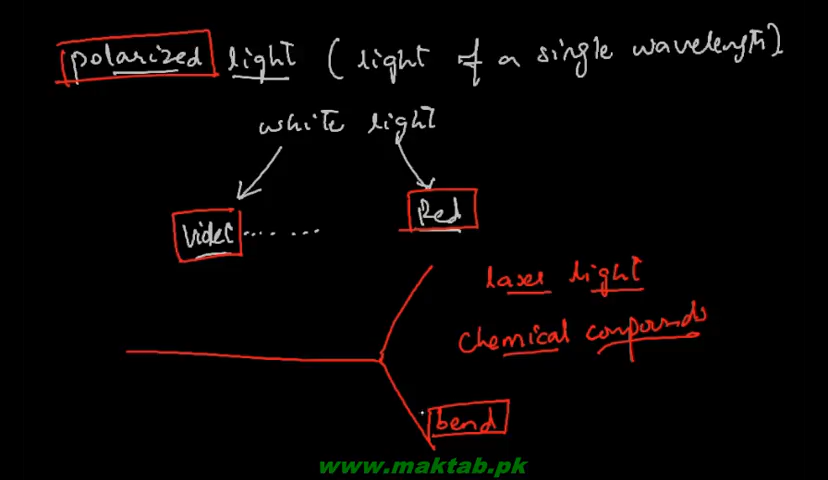 polarized light (light of a single wavelength)
white light
Violet ........ Red
laser light
chemical compounds
bend
www.maktab.pk